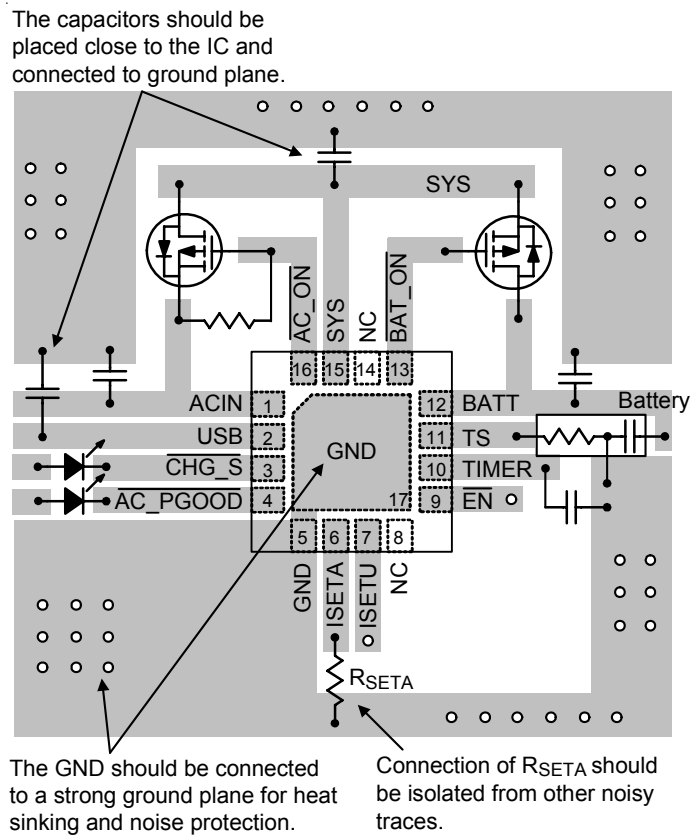 The capacitors should be
placed close to the IC and
connected to ground plane.
SYS
AC_ON
SYS
NC
BAT_ON
16 15 14 13
ACIN 1
USB 2
CHG_S 3
AC_PGOOD 4
GND
17
12 BATT
11 TS
10 TIMER
9 EN
Battery
5 6 7 8
GND
ISETA
ISETU
NC
RSETA
The GND should be connected
to a strong ground plane for heat
sinking and noise protection.
Connection of RSETA should
be isolated from other noisy
traces.